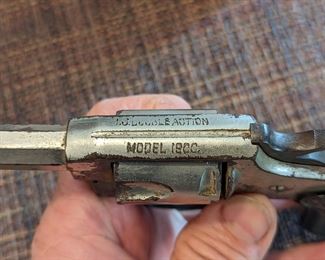 DOUBLE ACTION
MODEL 1900.